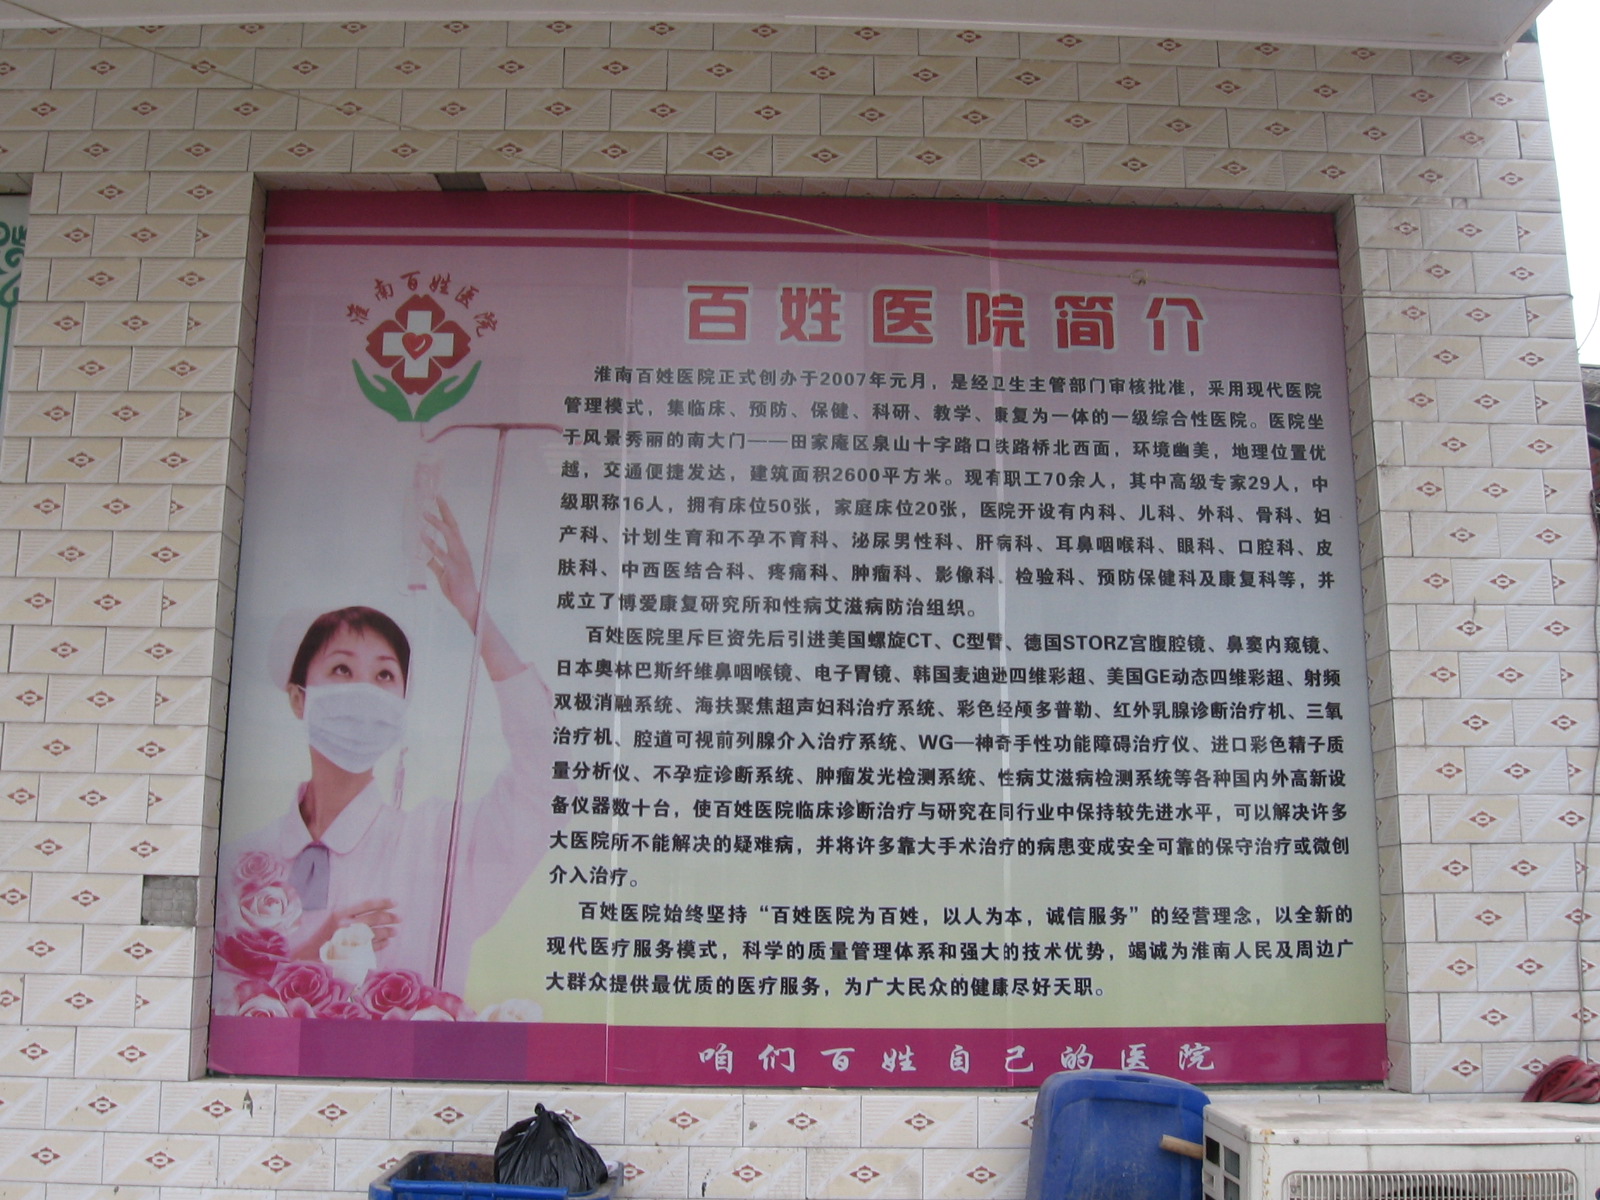 淮南百姓医院
百姓医院简介
淮南百姓医院正式创办于2007年元月，是经卫生主管部门审核批准，采用现代医院
管理模式，集临床、预防、保健、科研、教学、康复为一体的一级综合性医院。医院坐
于风景秀丽的南大门——田家庵区泉山十字路口铁路桥北西面，环境幽美，地理位置优
越，交通便捷发达，建筑面积2600平方米。现有职工70余人，其中高级专家29人，中
级职称16人，拥有床位50张，家庭床位20张，医院开设有内科、儿科、外科、骨科、妇
产科、计划生育和不孕不育科、泌尿男性科、肝病科、耳鼻咽喉科、眼科、口腔科、皮
肤科、中西医结合科、疼痛科、肿瘤科、影像科、检验科、预防保健科及康复科等，并
成立了博爱康复研究所和性病艾滋病防治组织。
百姓医院里斥巨资先后引进美国螺旋CT、C型臂、德国STORZ宫腹腔镜、鼻窦内窥镜、
日本奥林巴斯纤维鼻咽喉镜、电子胃镜、韩国麦迪逊四维彩超、美国GE动态四维彩超、射频
双极消融系统、海扶聚焦超声妇科治疗系统、彩色经颅多普勒、红外乳腺诊断治疗机、三氧
治疗机、腔道可视前列腺介入治疗系统、WG—神奇手性功能障碍治疗仪、进口彩色精子质
量分析仪、不孕症诊断系统、肿瘤发光检测系统、性病艾滋病检测系统等各种国内外高新设
备仪器数十台，使百姓医院临床诊断治疗与研究在同行业中保持较先进水平，可以解决许多
大医院所不能解决的疑难病，并将许多靠大手术治疗的病患变成安全可靠的保守治疗或微创
介入治疗。
百姓医院始终坚持“百姓医院为百姓，以人为本，诚信服务”的经营理念，以全新的
现代医疗服务模式，科学的质量管理体系和强大的技术优势，竭诚为淮南人民及周边广
大群众提供最优质的医疗服务，为广大民众的健康尽好天职。
咱们百姓自己的医院